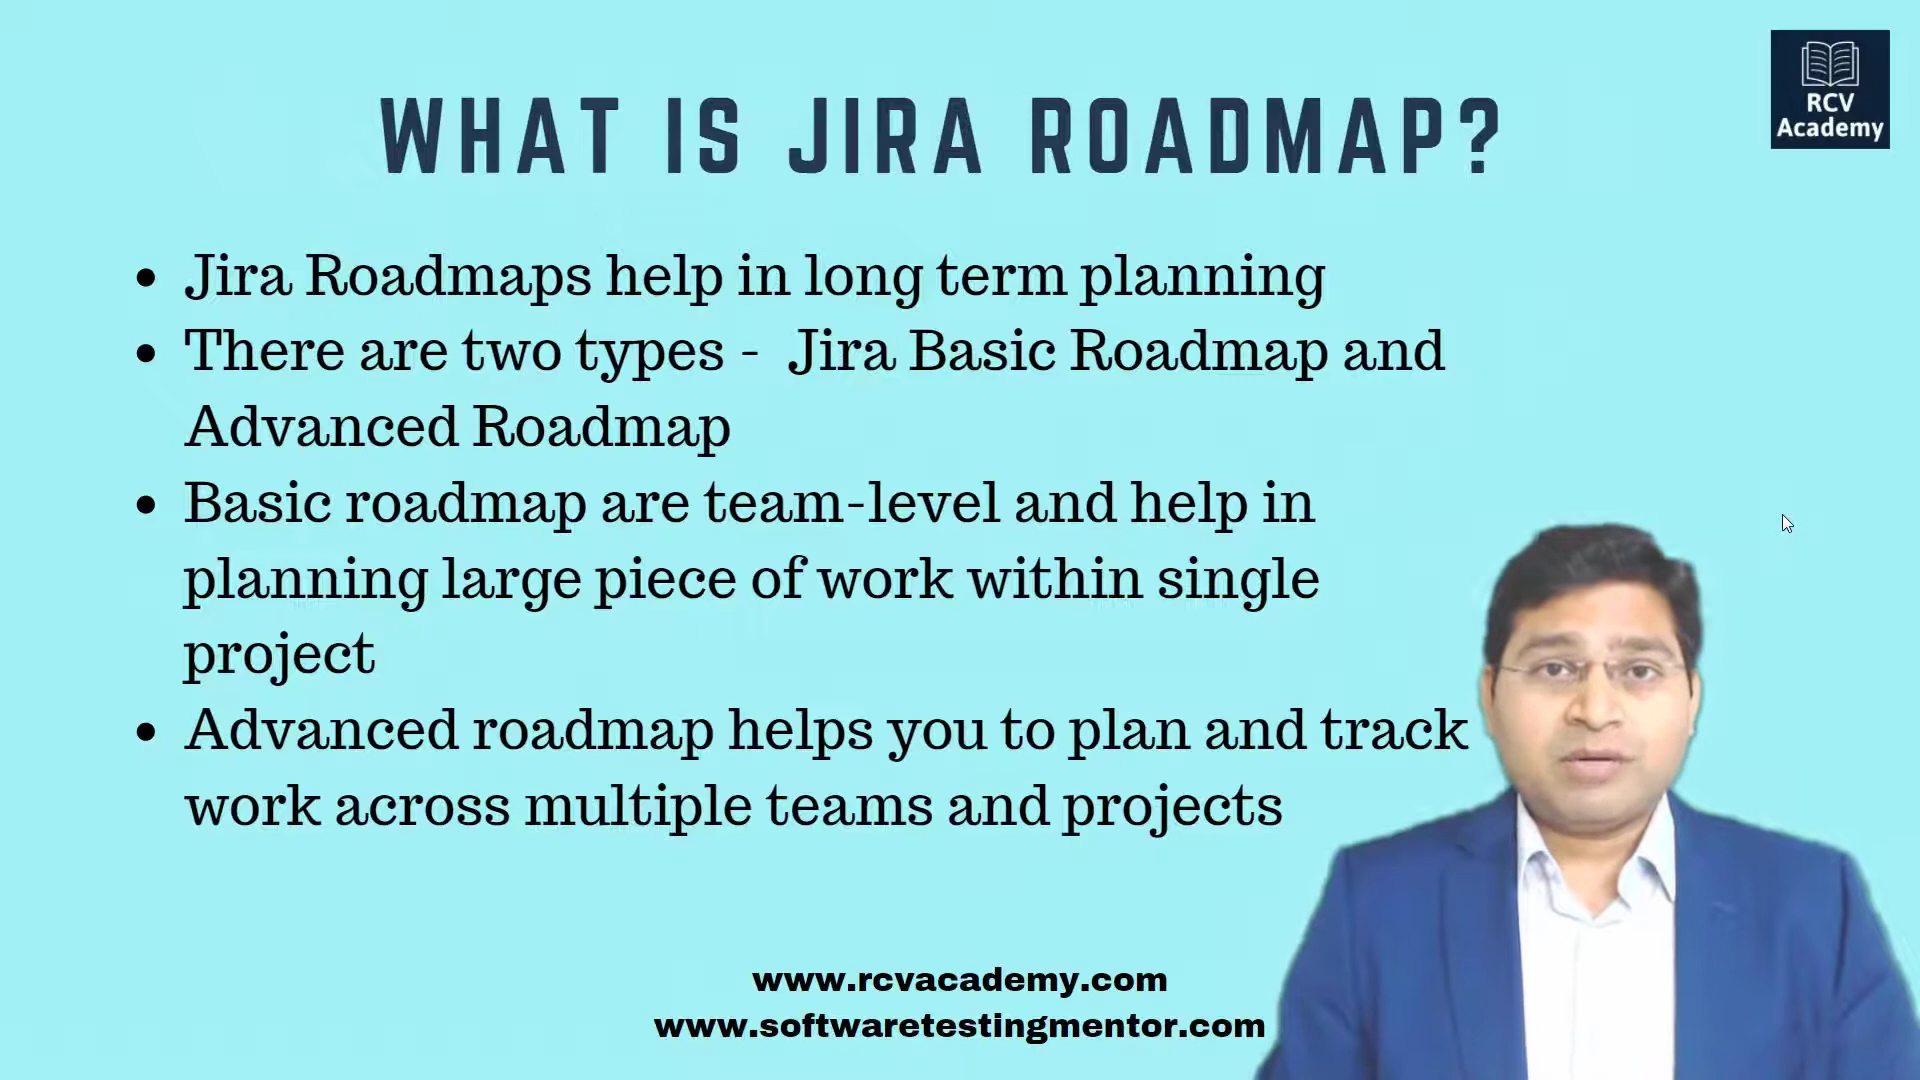 WHAT IS JIRA ROADMAP?
RCV
Academy
• Jira Roadmaps help in long term planning
• There are two types - Jira Basic Roadmap and
Advanced Roadmap
• Basic roadmap are team-level and help in
planning large piece of work within single
project
• Advanced roadmap helps you to plan and track
work across multiple teams and projects
www.rcvacademy.com
www.softwaretestingmentor.com